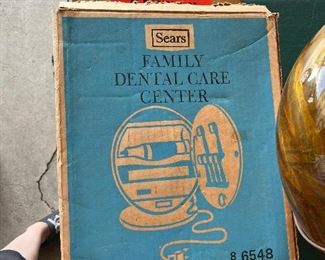 Sears
FAMILY
DENTAL CARE
CENTER
8 6548